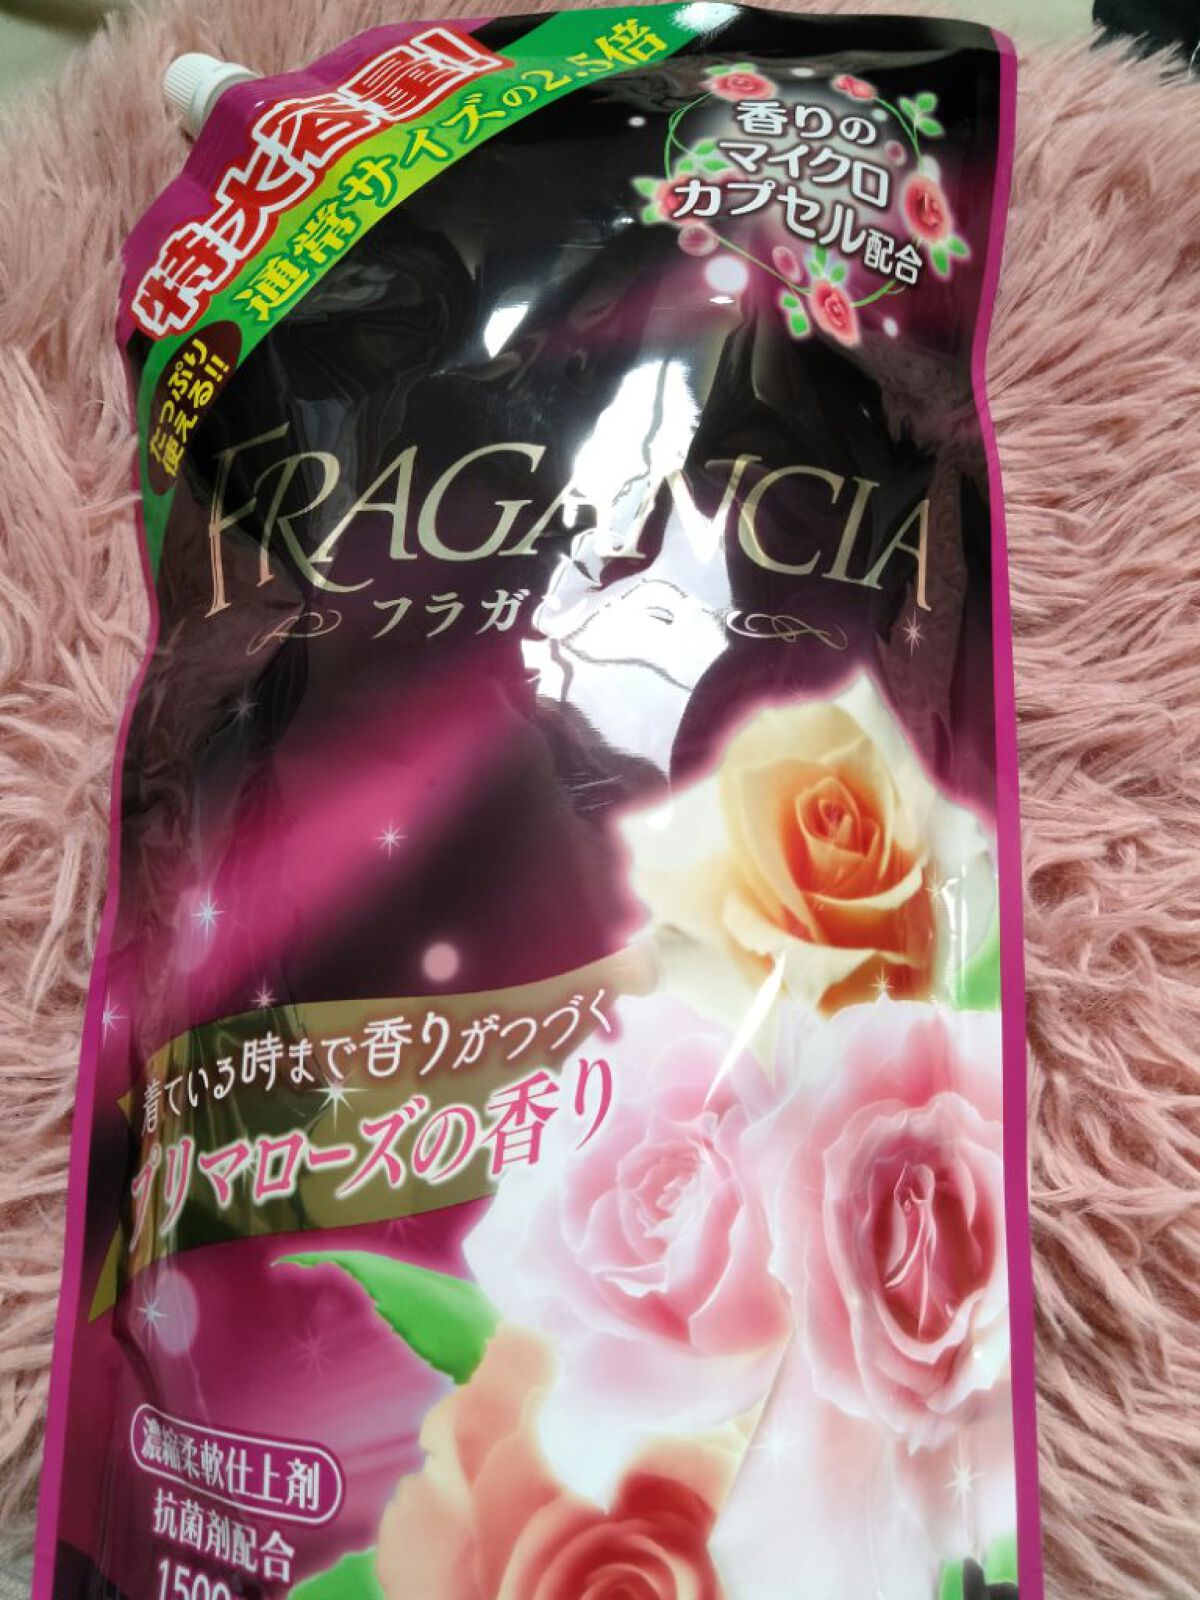 特大容量!
通常サイズの2.5倍
たっぷり
使える!!
香りの
マイクロ
カプセル配合
FRAGANCIA
フラガ
着ている時まで香りがつづく
プリマローズの香り
濃縮柔軟仕上剤
抗菌剤配合
1500